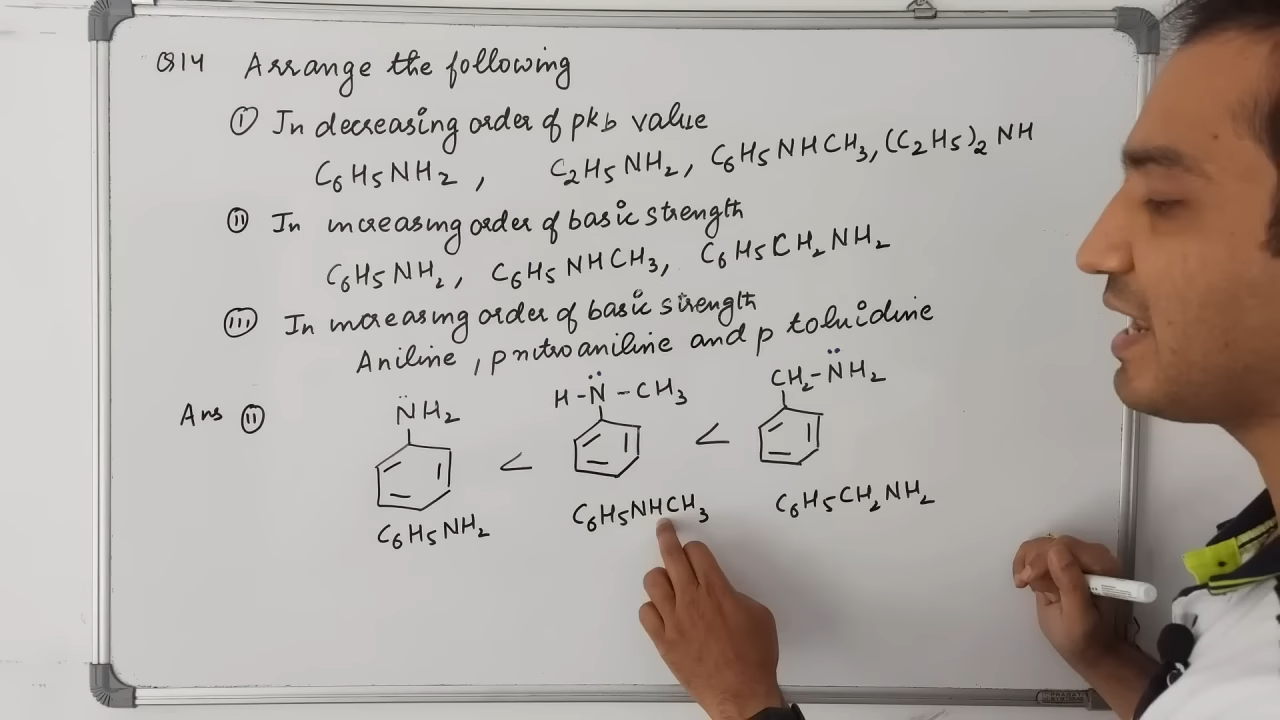 Q14 Arrange the following
(i) In decreasing order of pkb value
C6H5NH2, C2H5NH2, C6H5NHCH3, (C2H5)2NH
(ii) In increasing order of basic strength
C6H5NH2, C6H5NHCH3, C6H5CH2NH2
(iii) In increasing order of basic strength
Aniline, p nitroaniline and p toluidine
Ans (ii)
NH2 < H-N-CH3 < CH2-NH2
C6H5NH2 C6H5NHCH3 C6H5CH2NH2